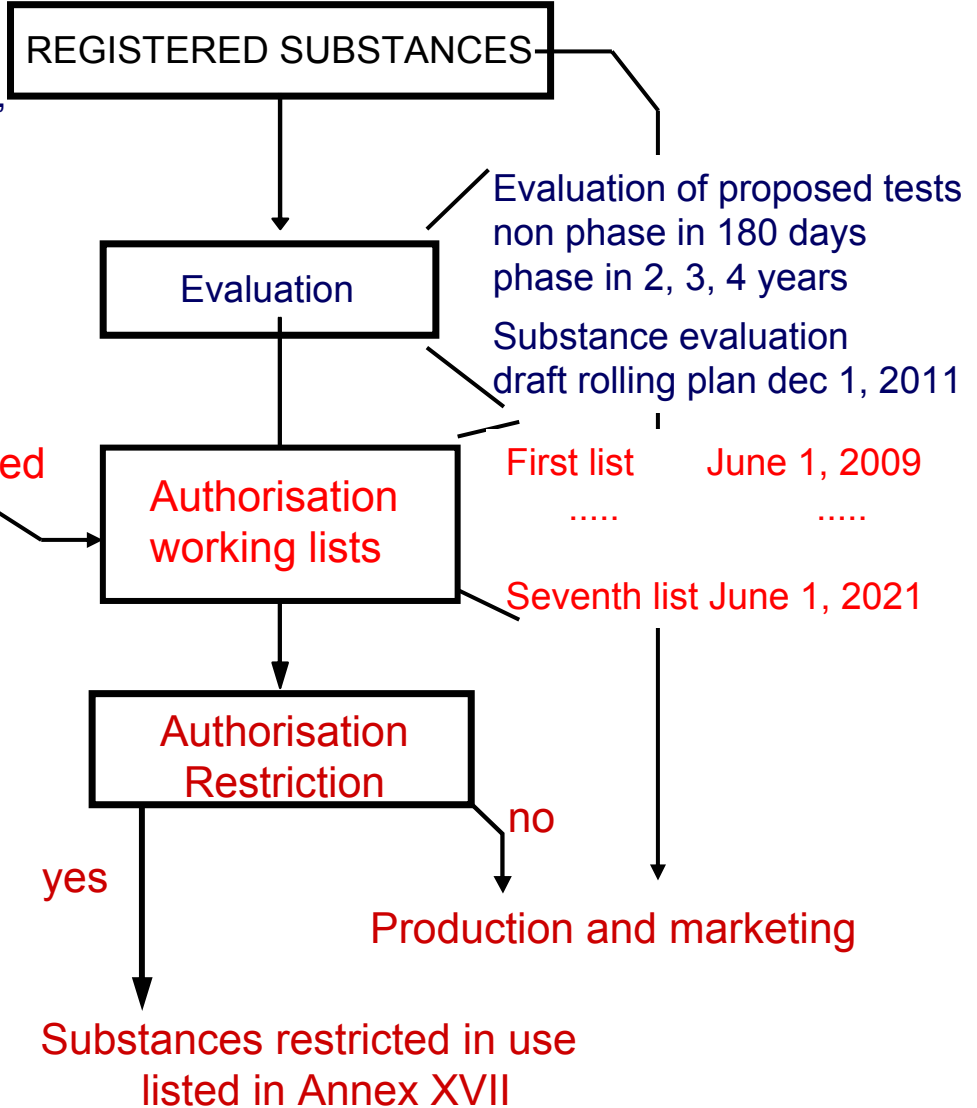 REGISTERED SUBSTANCES
,
Evaluation of proposed tests
non phase in 180 days
phase in 2, 3, 4 years
Evaluation
Substance evaluation
draft rolling plan dec 1, 2011
ed
First list June 1, 2009
..... .....
Authorisation
working lists
Seventh list June 1, 2021
Authorisation
Restriction
no
yes
Production and marketing
Substances restricted in use
listed in Annex XVII